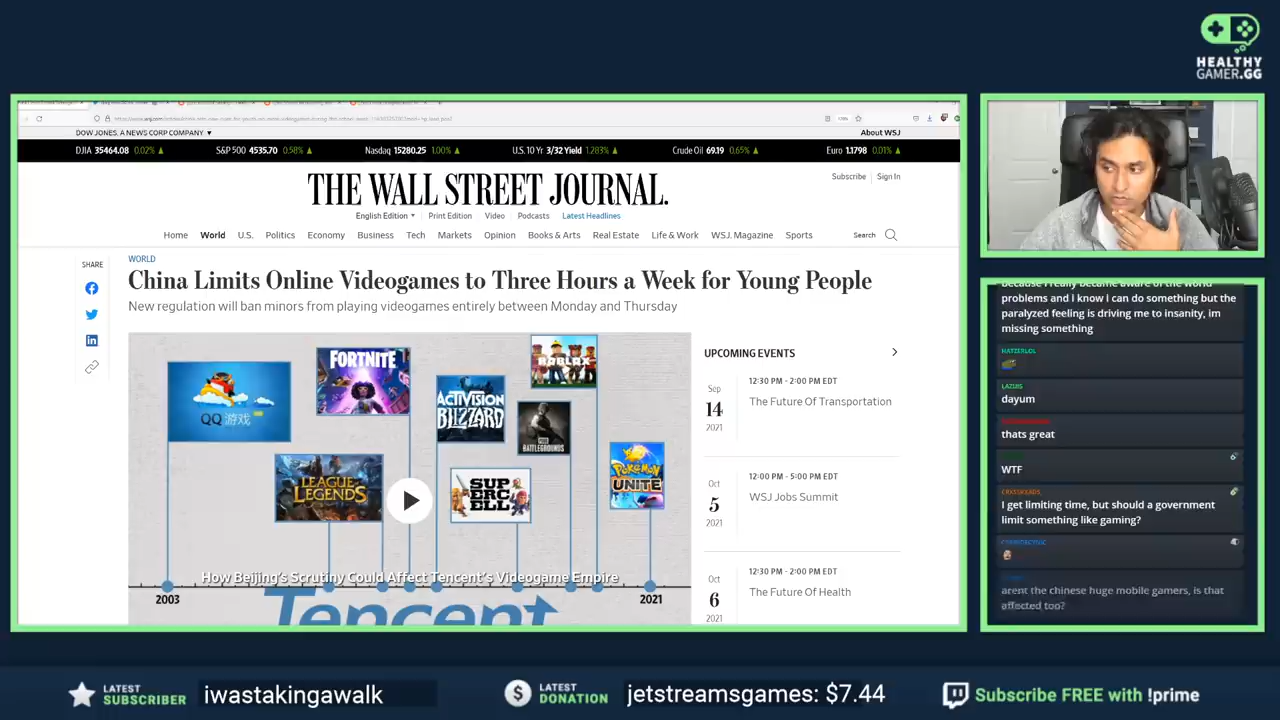 HEALTHY
GAMER.GG
DOW JONES, A NEWS CORP COMPANY ▼
About WSJ
DJIA 35464.08 0.02% ▲
S&P 500 4535.70 0.58% ▲
Nasdaq 15280.25 1.00% ▲
U.S. 10 Yr 3/32 Yield 1.283% ▲
Crude Oil 69.19 0.65% ▲
Euro 1.1798 0.01% ▲
THE WALL STREET JOURNAL.
Subscribe Sign In
English Edition ▼ Print Edition Video Podcasts Latest Headlines
Home World U.S. Politics Economy Business Tech Markets Opinion Books & Arts Real Estate Life & Work WSJ. Magazine Sports
Search
SHARE
WORLD
China Limits Online Videogames to Three Hours a Week for Young People
New regulation will ban minors from playing videogames entirely between Monday and Thursday
QQ游戏
FORTNITE
ROBLOX
ACTIVISION
BLIZZARD
BATTLEGROUNDS
LEAGUE
OF
LEGENDS
SUP
ERC
ELL
POKÉMON
UNITE
How Beijing's Scrutiny Could Affect Tencent's Videogame Empire
2003
2021
Tencent
UPCOMING EVENTS
Sep
14
2021
12:30 PM - 2:00 PM EDT
The Future Of Transportation
Oct
5
2021
12:00 PM - 5:00 PM EDT
WSJ Jobs Summit
Oct
6
2021
12:30 PM - 2:00 PM EDT
The Future Of Health
because I really became aware of the world
problems and i know I can do something but the
paralyzed feeling is driving me to insanity, im
missing something
dayum
thats great
WTF
I get limiting time, but should a government
limit something like gaming?
arent the chinese huge mobile gamers, is that
affected too?
LATEST
SUBSCRIBER
iwastakingawalk
LATEST
DONATION
jetstreamsgames: $7.44
Subscribe FREE with !prime